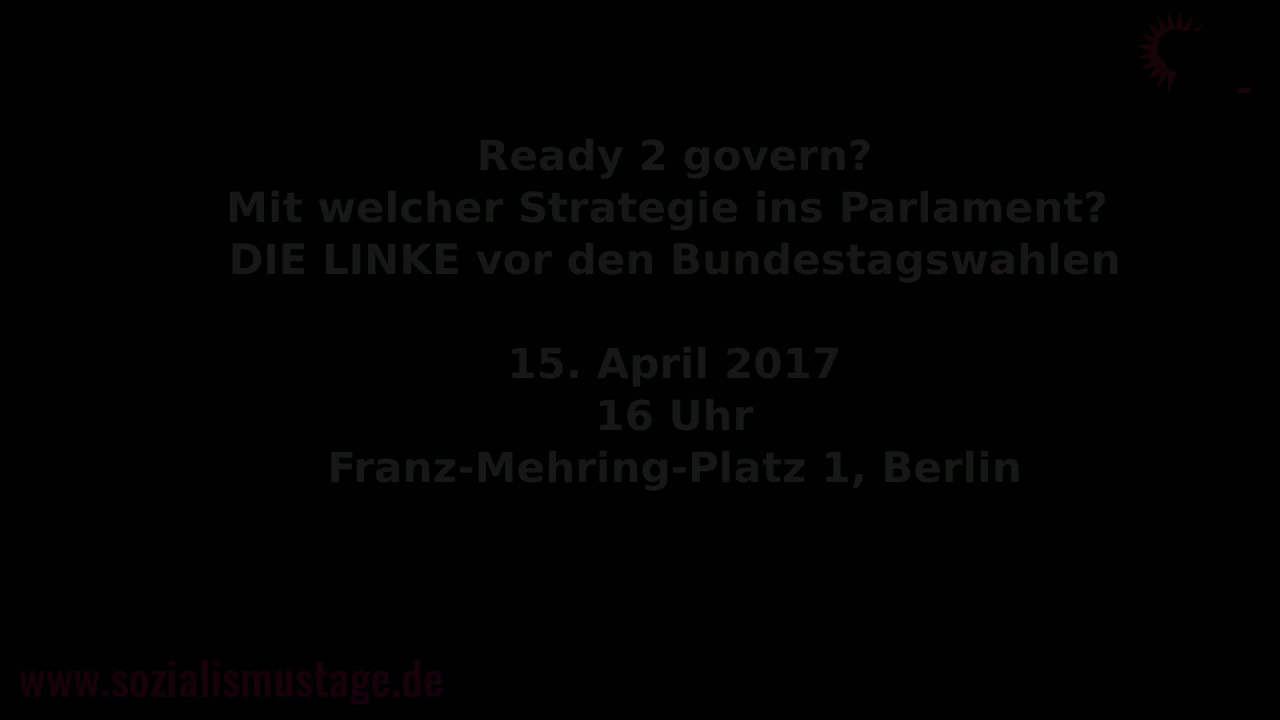 Ready 2 govern?
Mit welcher Strategie ins Parlament?
DIE LINKE vor den Bundestagswahlen
15. April 2017
16 Uhr
Franz-Mehring-Platz 1, Berlin
www.sozialismustage.de